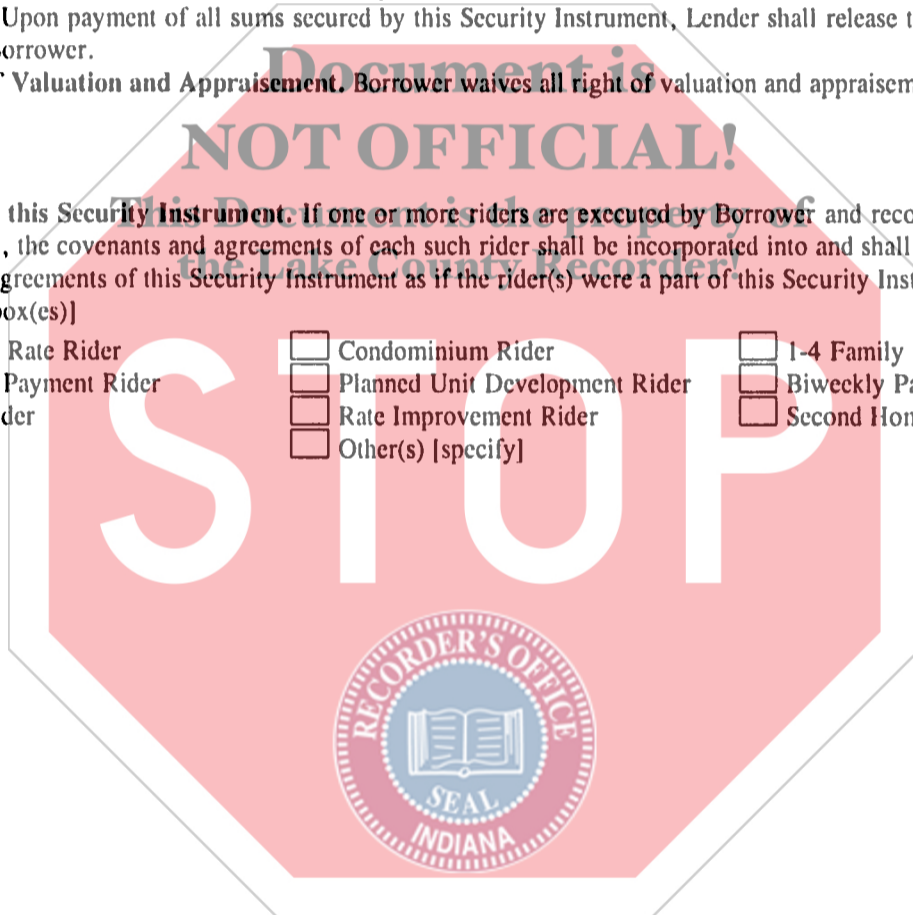 Upon payment of all sums secured by this Security Instrument, Lender shall release t
orrower.
Valuation and Appraisement. Borrower waives all right of valuation and appraisem
Document is
NOT OFFICIAL!
This Document is the property of
the Lake County Recorder!
this Security Instrument. If one or more riders are executed by Borrower and reco
, the covenants and agreements of each such rider shall be incorporated into and shall
greements of this Security Instrument as if the rider(s) were a part of this Security Inst
ox(es)]
Rate Rider Condominium Rider 1-4 Family
Payment Rider Planned Unit Development Rider Biweekly Pa
der Rate Improvement Rider Second Hom
Other(s) [specify]
STOP
RECORDER'S OFFICE
SEAL
INDIANA